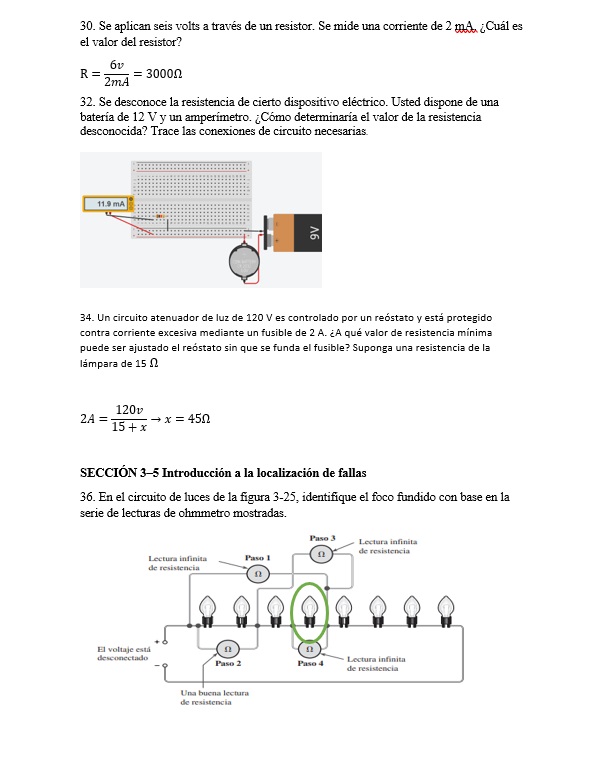 30. Se aplican seis volts a través de un resistor. Se mide una corriente de 2 mA. ¿Cuál es
el valor del resistor?
R = 6v / 2mA = 3000Ω
32. Se desconoce la resistencia de cierto dispositivo eléctrico. Usted dispone de una
batería de 12 V y un amperímetro. ¿Cómo determinaría el valor de la resistencia
desconocida? Trace las conexiones de circuito necesarias.
11.9 mA
9V
34. Un circuito atenuador de luz de 120 V es controlado por un reóstato y está protegido
contra corriente excesiva mediante un fusible de 2 A. ¿A qué valor de resistencia mínima
puede ser ajustado el reóstato sin que se funda el fusible? Suponga una resistencia de la
lámpara de 15 Ω
2A = 120v / 15 + x → x = 45Ω
SECCIÓN 3–5 Introducción a la localización de fallas
36. En el circuito de luces de la figura 3-25, identifique el foco fundido con base en la
serie de lecturas de ohmmetro mostradas.
Paso 3
Lectura infinita
de resistencia
Ω
Lectura infinita
de resistencia
Paso 1
Ω
El voltaje está
desconectado
+
–
Ω
Paso 2
Ω
Paso 4
Lectura infinita
de resistencia
Una buena lectura
de resistencia